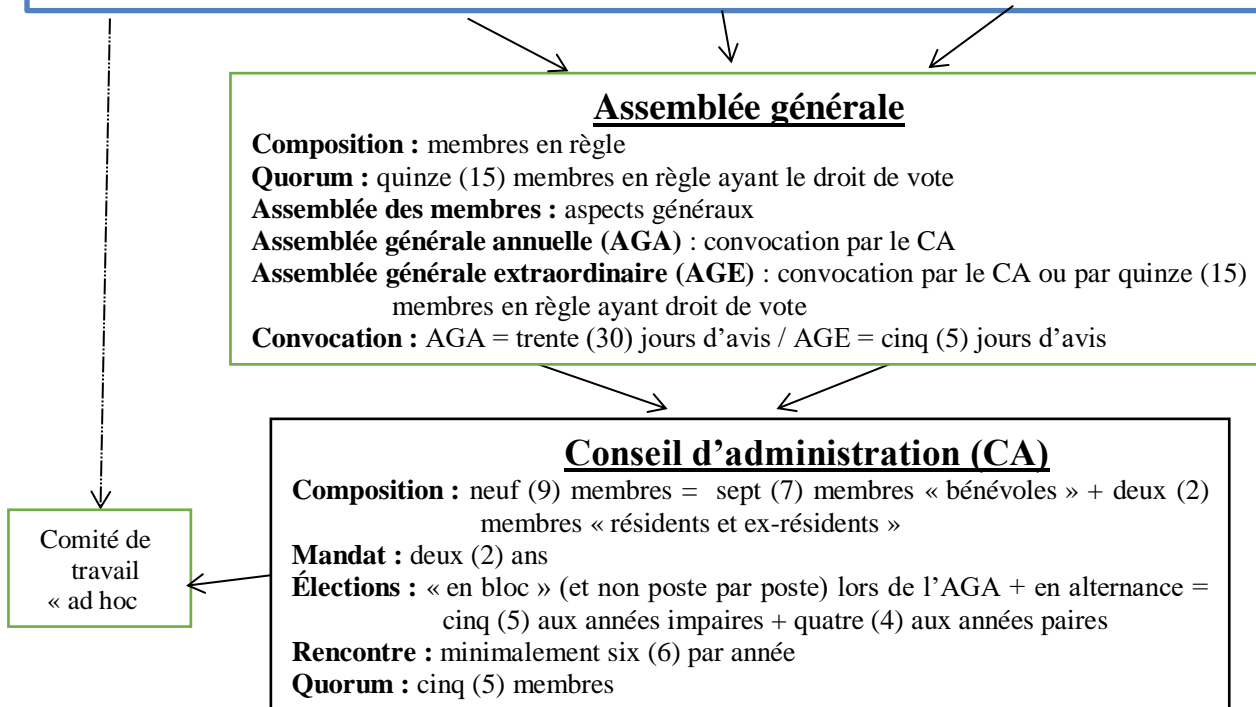 Assemblée générale
Composition : membres en règle
Quorum : quinze (15) membres en règle ayant le droit de vote
Assemblée des membres : aspects généraux
Assemblée générale annuelle (AGA) : convocation par le CA
Assemblée générale extraordinaire (AGE) : convocation par le CA ou par quinze (15)
membres en règle ayant droit de vote
Convocation : AGA = trente (30) jours d’avis / AGE = cinq (5) jours d’avis
Conseil d’administration (CA)
Composition : neuf (9) membres = sept (7) membres « bénévoles » + deux (2)
membres « résidents et ex-résidents »
Mandat : deux (2) ans
Élections : « en bloc » (et non poste par poste) lors de l’AGA + en alternance =
cinq (5) aux années impaires + quatre (4) aux années paires
Rencontre : minimalement six (6) par année
Quorum : cinq (5) membres
Comité de
travail
« ad hoc